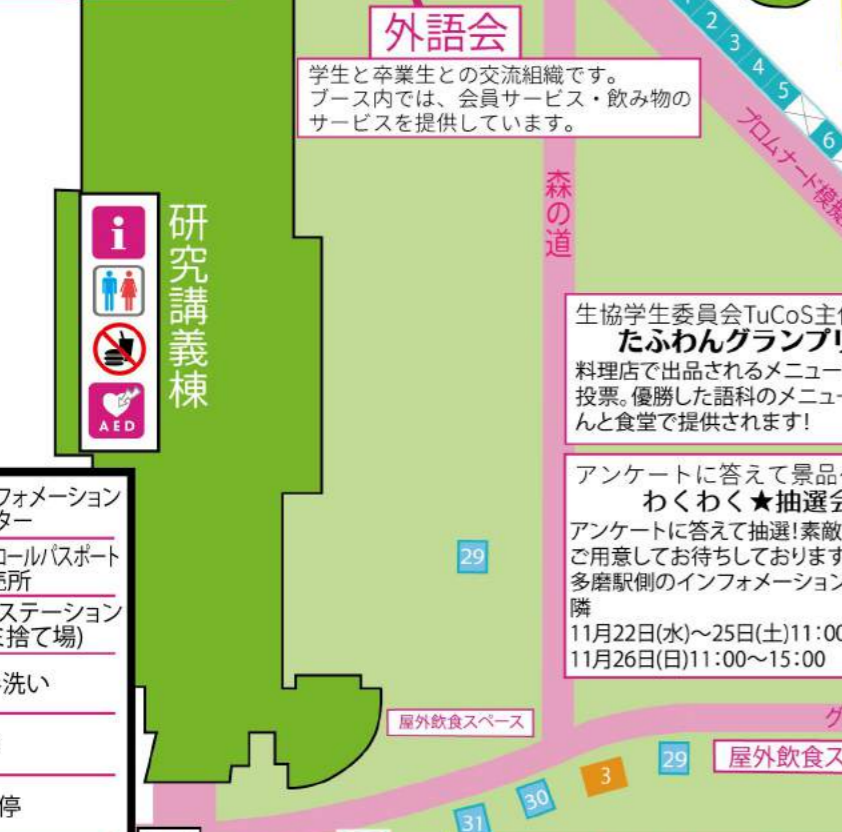 外語会
学生と卒業生との交流組織です。
ブース内では、会員サービス・飲み物の
サービスを提供しています。
2
3
4
5
6
プロムナード模擬
森の道
i
研究講義棟
AED
生協学生委員会TuCoS主
たふわんグランプリ
料理店で出品されるメニュー
投票。優勝した語科のメニュー
んと食堂で提供されます!
アンケートに答えて景品
わくわく★抽選会
アンケートに答えて抽選!素敵
ご用意してお待ちしております
多磨駅側のインフォメーション
隣
11月22日(水)～25日(土)11:00
11月26日(日)11:00～15:00
フォメーション
ター
コールパスポート
売所
ステーション
捨て場)
洗い
停
29
屋外飲食スペース
グ
29
屋外飲食ス
3
30
31